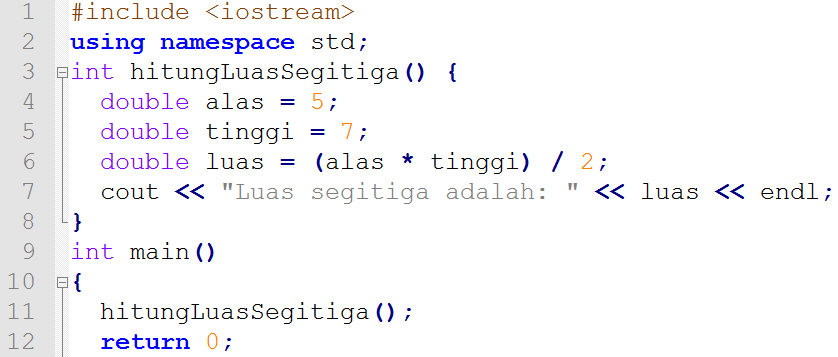 1 #include <iostream>
2 using namespace std;
3 int hitungLuasSegitiga() {
4 double alas = 5;
5 double tinggi = 7;
6 double luas = (alas * tinggi) / 2;
7 cout << "Luas segitiga adalah: " << luas << endl;
8 }
9 int main()
10 {
11 hitungLuasSegitiga();
12 return 0;